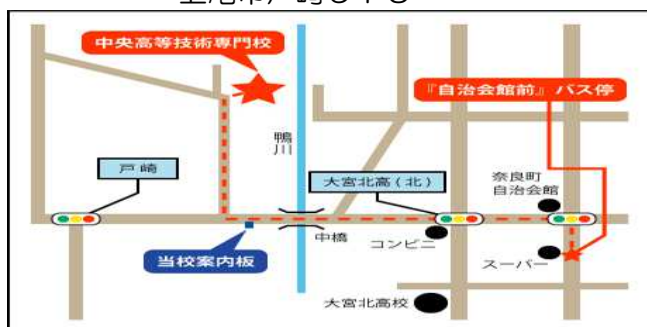 中央高等技術専門校
『自治会館前』バス停
鴨
川
戸崎
大宮北高(北)
奈良町
自治会館
中橋
コンビニ
当校案内板
スーパー
大宮北高校